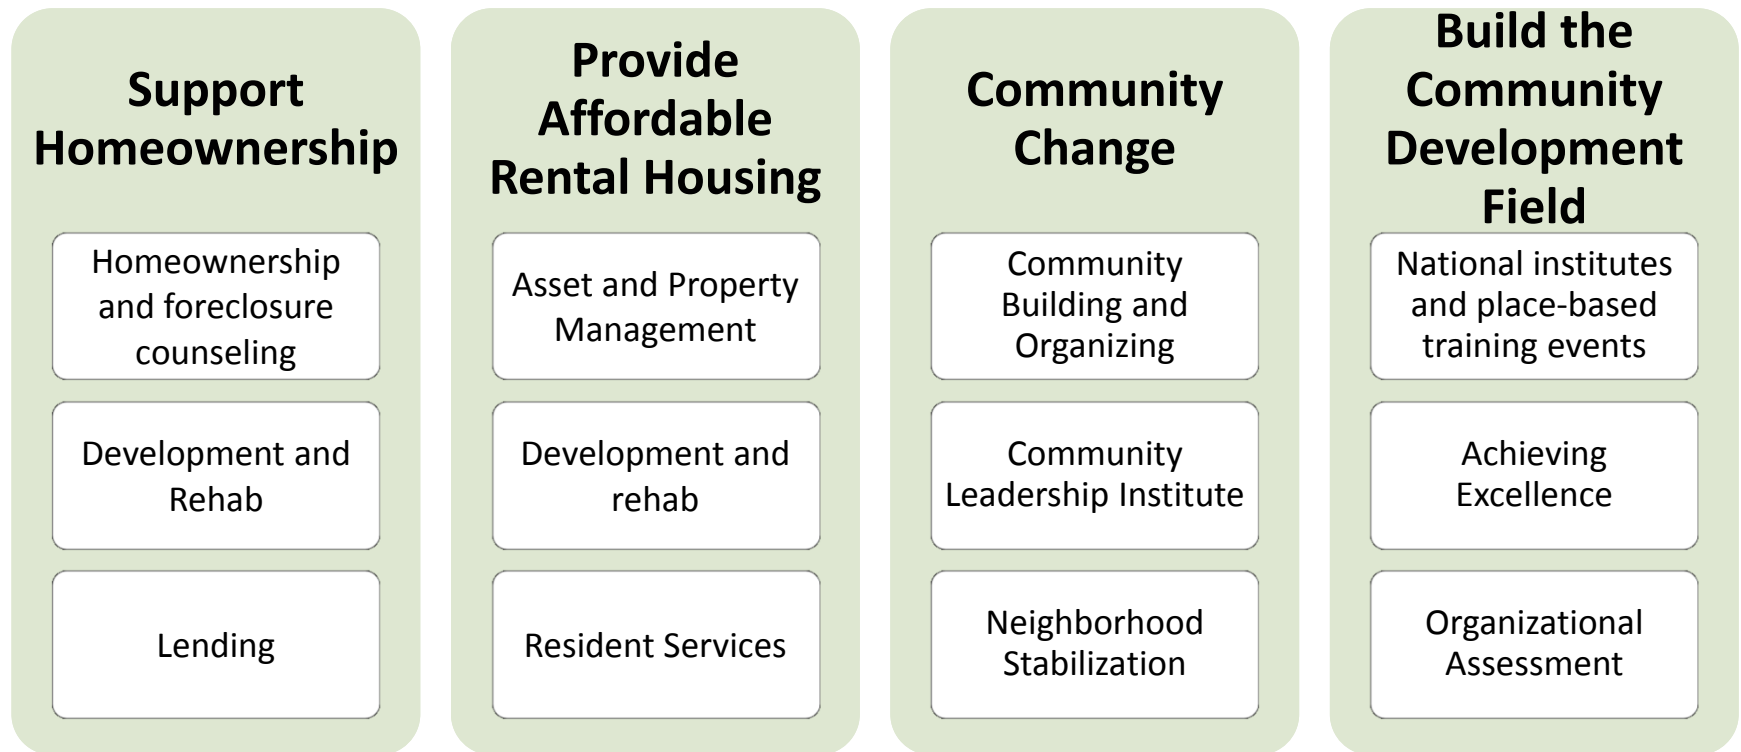 Support
Homeownership
Homeownership
and foreclosure
counseling
Development and
Rehab
Lending
Provide
Affordable
Rental Housing
Asset and Property
Management
Development and
rehab
Resident Services
Community
Change
Community
Building and
Organizing
Community
Leadership Institute
Neighborhood
Stabilization
Build the
Community
Development
Field
National institutes
and place-based
training events
Achieving
Excellence
Organizational
Assessment